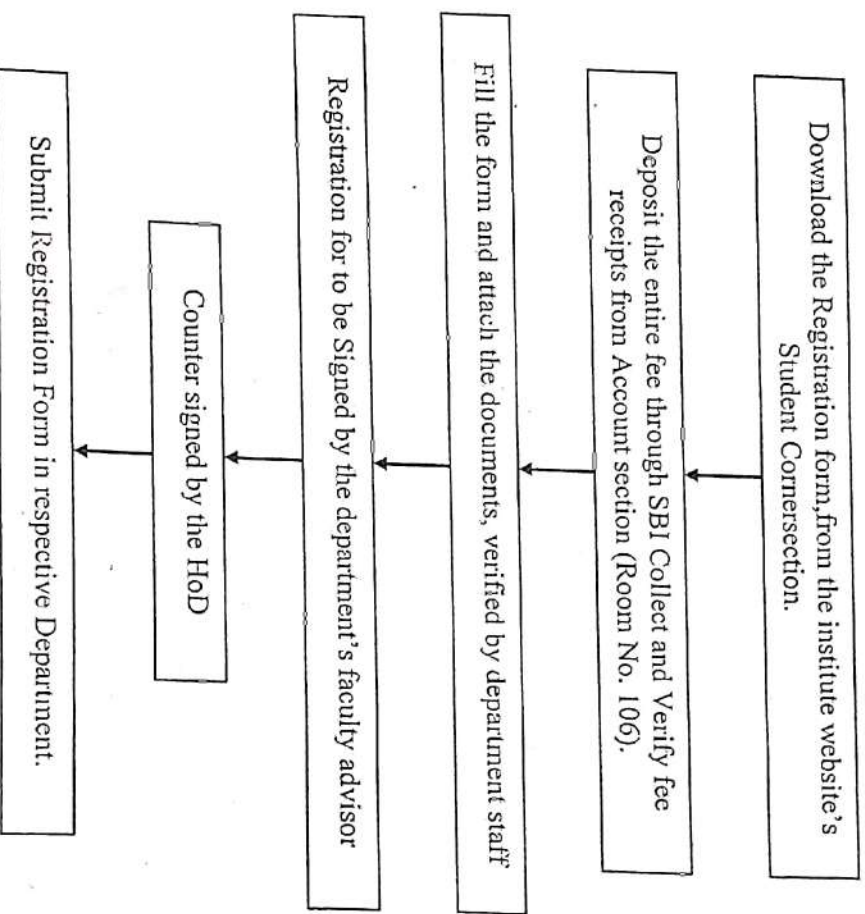 Download the Registration form,from the institute website's
Student Cornersection.
Deposit the entire fee through SBI Collect and Verify fee
receipts from Account section (Room No. 106).
Fill the form and attach the documents, verified by department staff
Registration for to be Signed by the department's faculty advisor
Counter signed by the HoD
Submit Registration Form in respective Department.